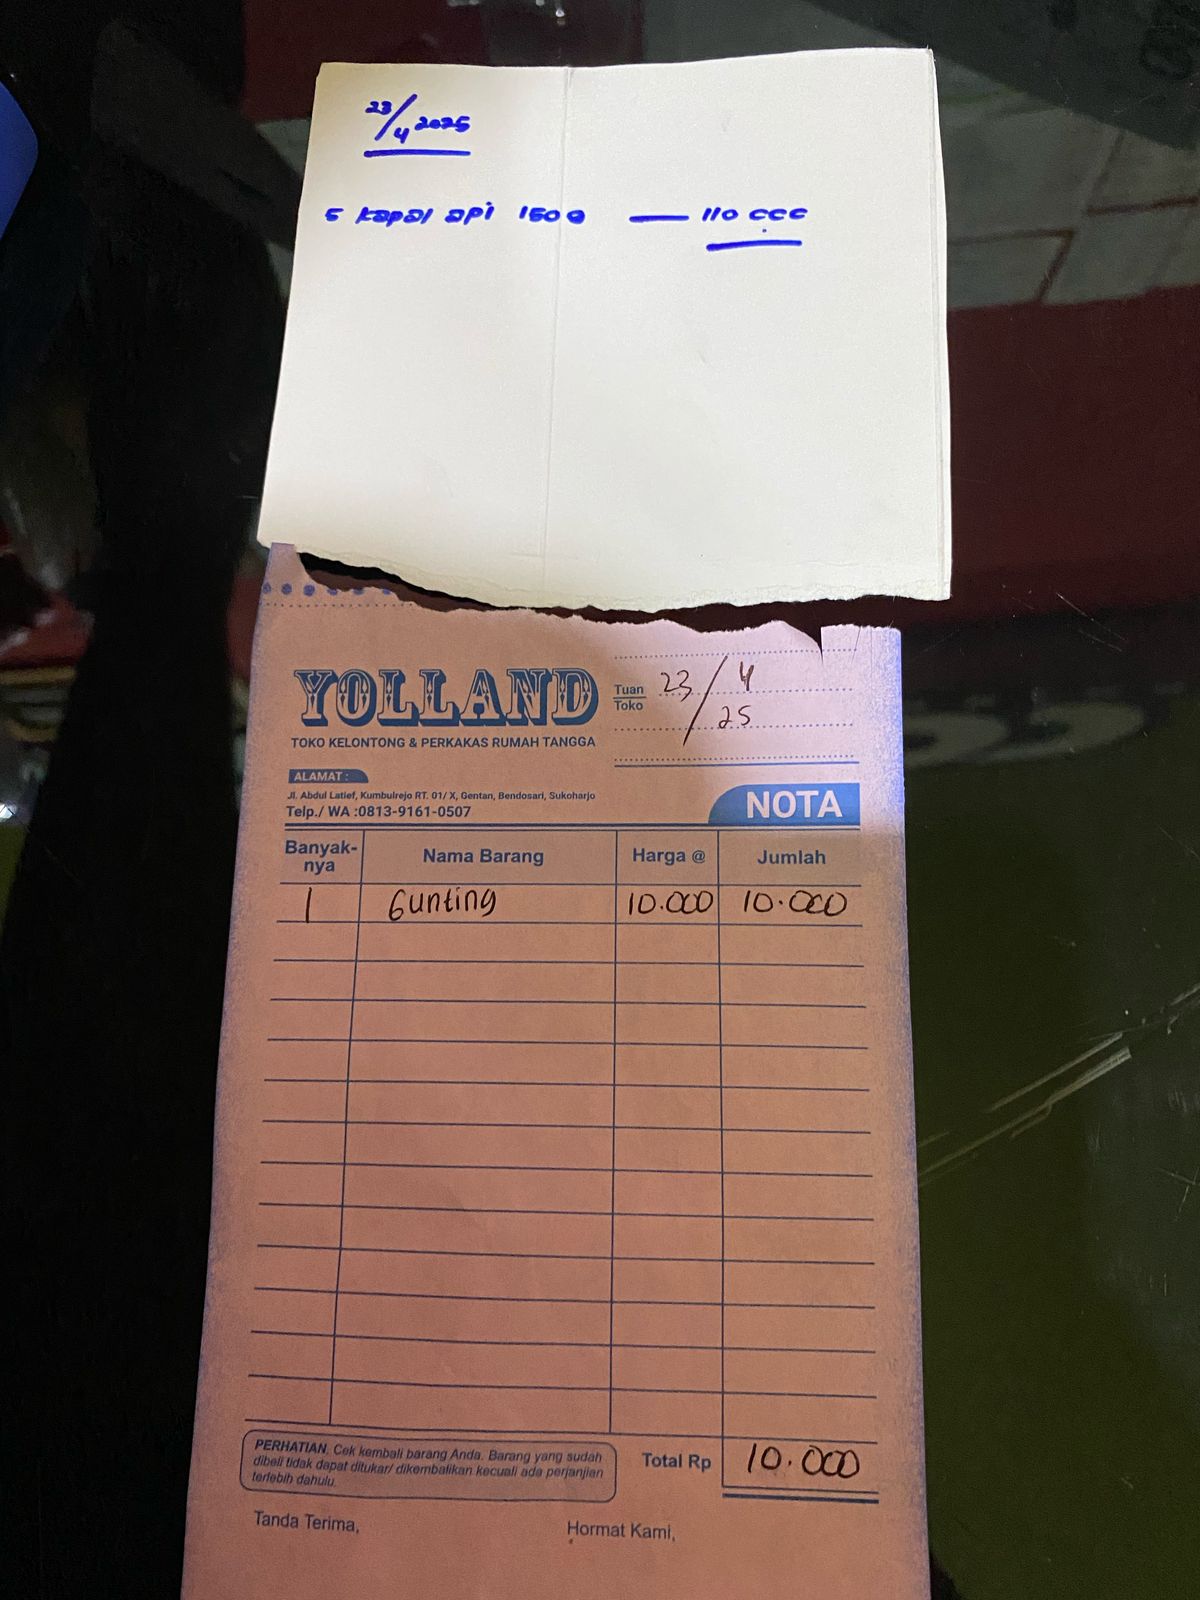 23/4 2025
5 kapal api 1500 — 110 000
YOLLAND
TOKO KELONTONG & PERKAKAS RUMAH TANGGA
Tuan
Toko
23/4
25
ALAMAT :
Jl. Abdul Latief, Kumbulrejo RT. 01/ X, Gentan, Bendosari, Sukoharjo
Telp./ WA :0813-9161-0507
NOTA
Banyak-nya Nama Barang Harga @ Jumlah
1 Gunting 10.000 10.000
PERHATIAN. Cek kembali barang Anda. Barang yang sudah
dibeli tidak dapat ditukar/ dikembalikan kecuali ada perjanjian
terlebih dahulu.
Total Rp 10.000
Tanda Terima, Hormat Kami,